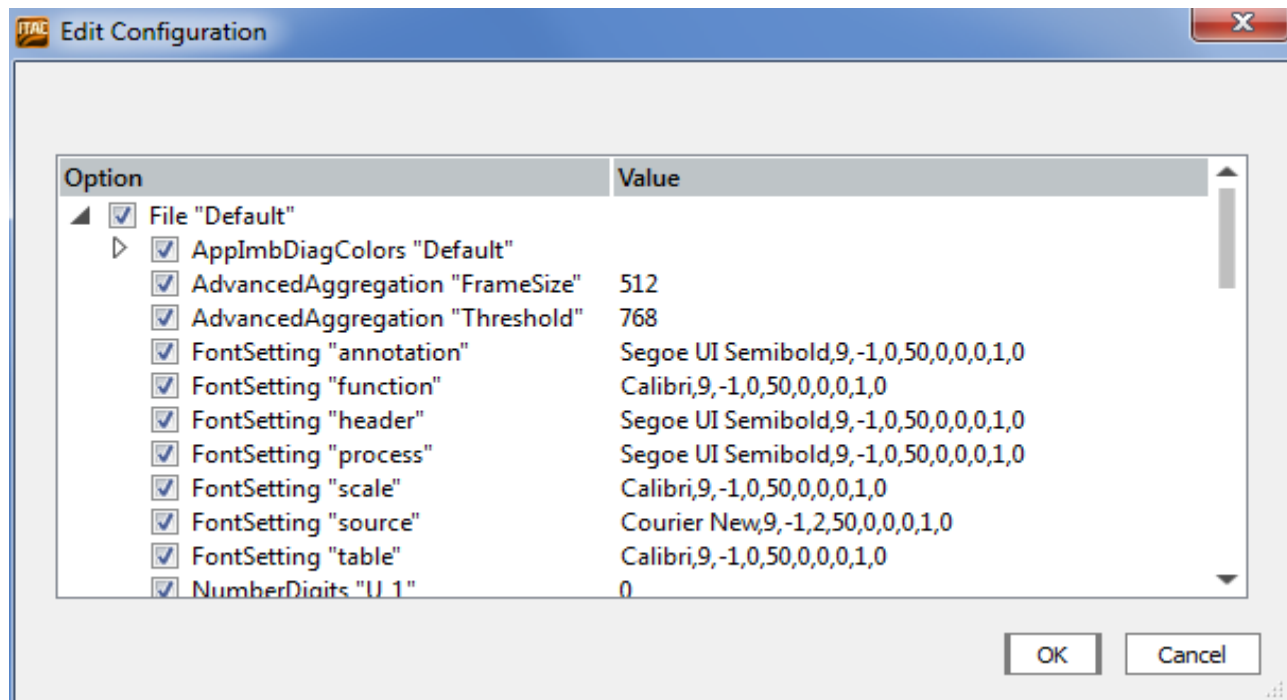 ITAC Edit Configuration
Option Value
File "Default"
AppImbDiagColors "Default"
AdvancedAggregation "FrameSize" 512
AdvancedAggregation "Threshold" 768
FontSetting "annotation" Segoe UI Semibold,9,-1,0,50,0,0,0,1,0
FontSetting "function" Calibri,9,-1,0,50,0,0,0,1,0
FontSetting "header" Segoe UI Semibold,9,-1,0,50,0,0,0,1,0
FontSetting "process" Segoe UI Semibold,9,-1,0,50,0,0,0,1,0
FontSetting "scale" Calibri,9,-1,0,50,0,0,0,1,0
FontSetting "source" Courier New,9,-1,2,50,0,0,0,1,0
FontSetting "table" Calibri,9,-1,0,50,0,0,0,1,0
NumberDigits "U_1" 0
OK Cancel